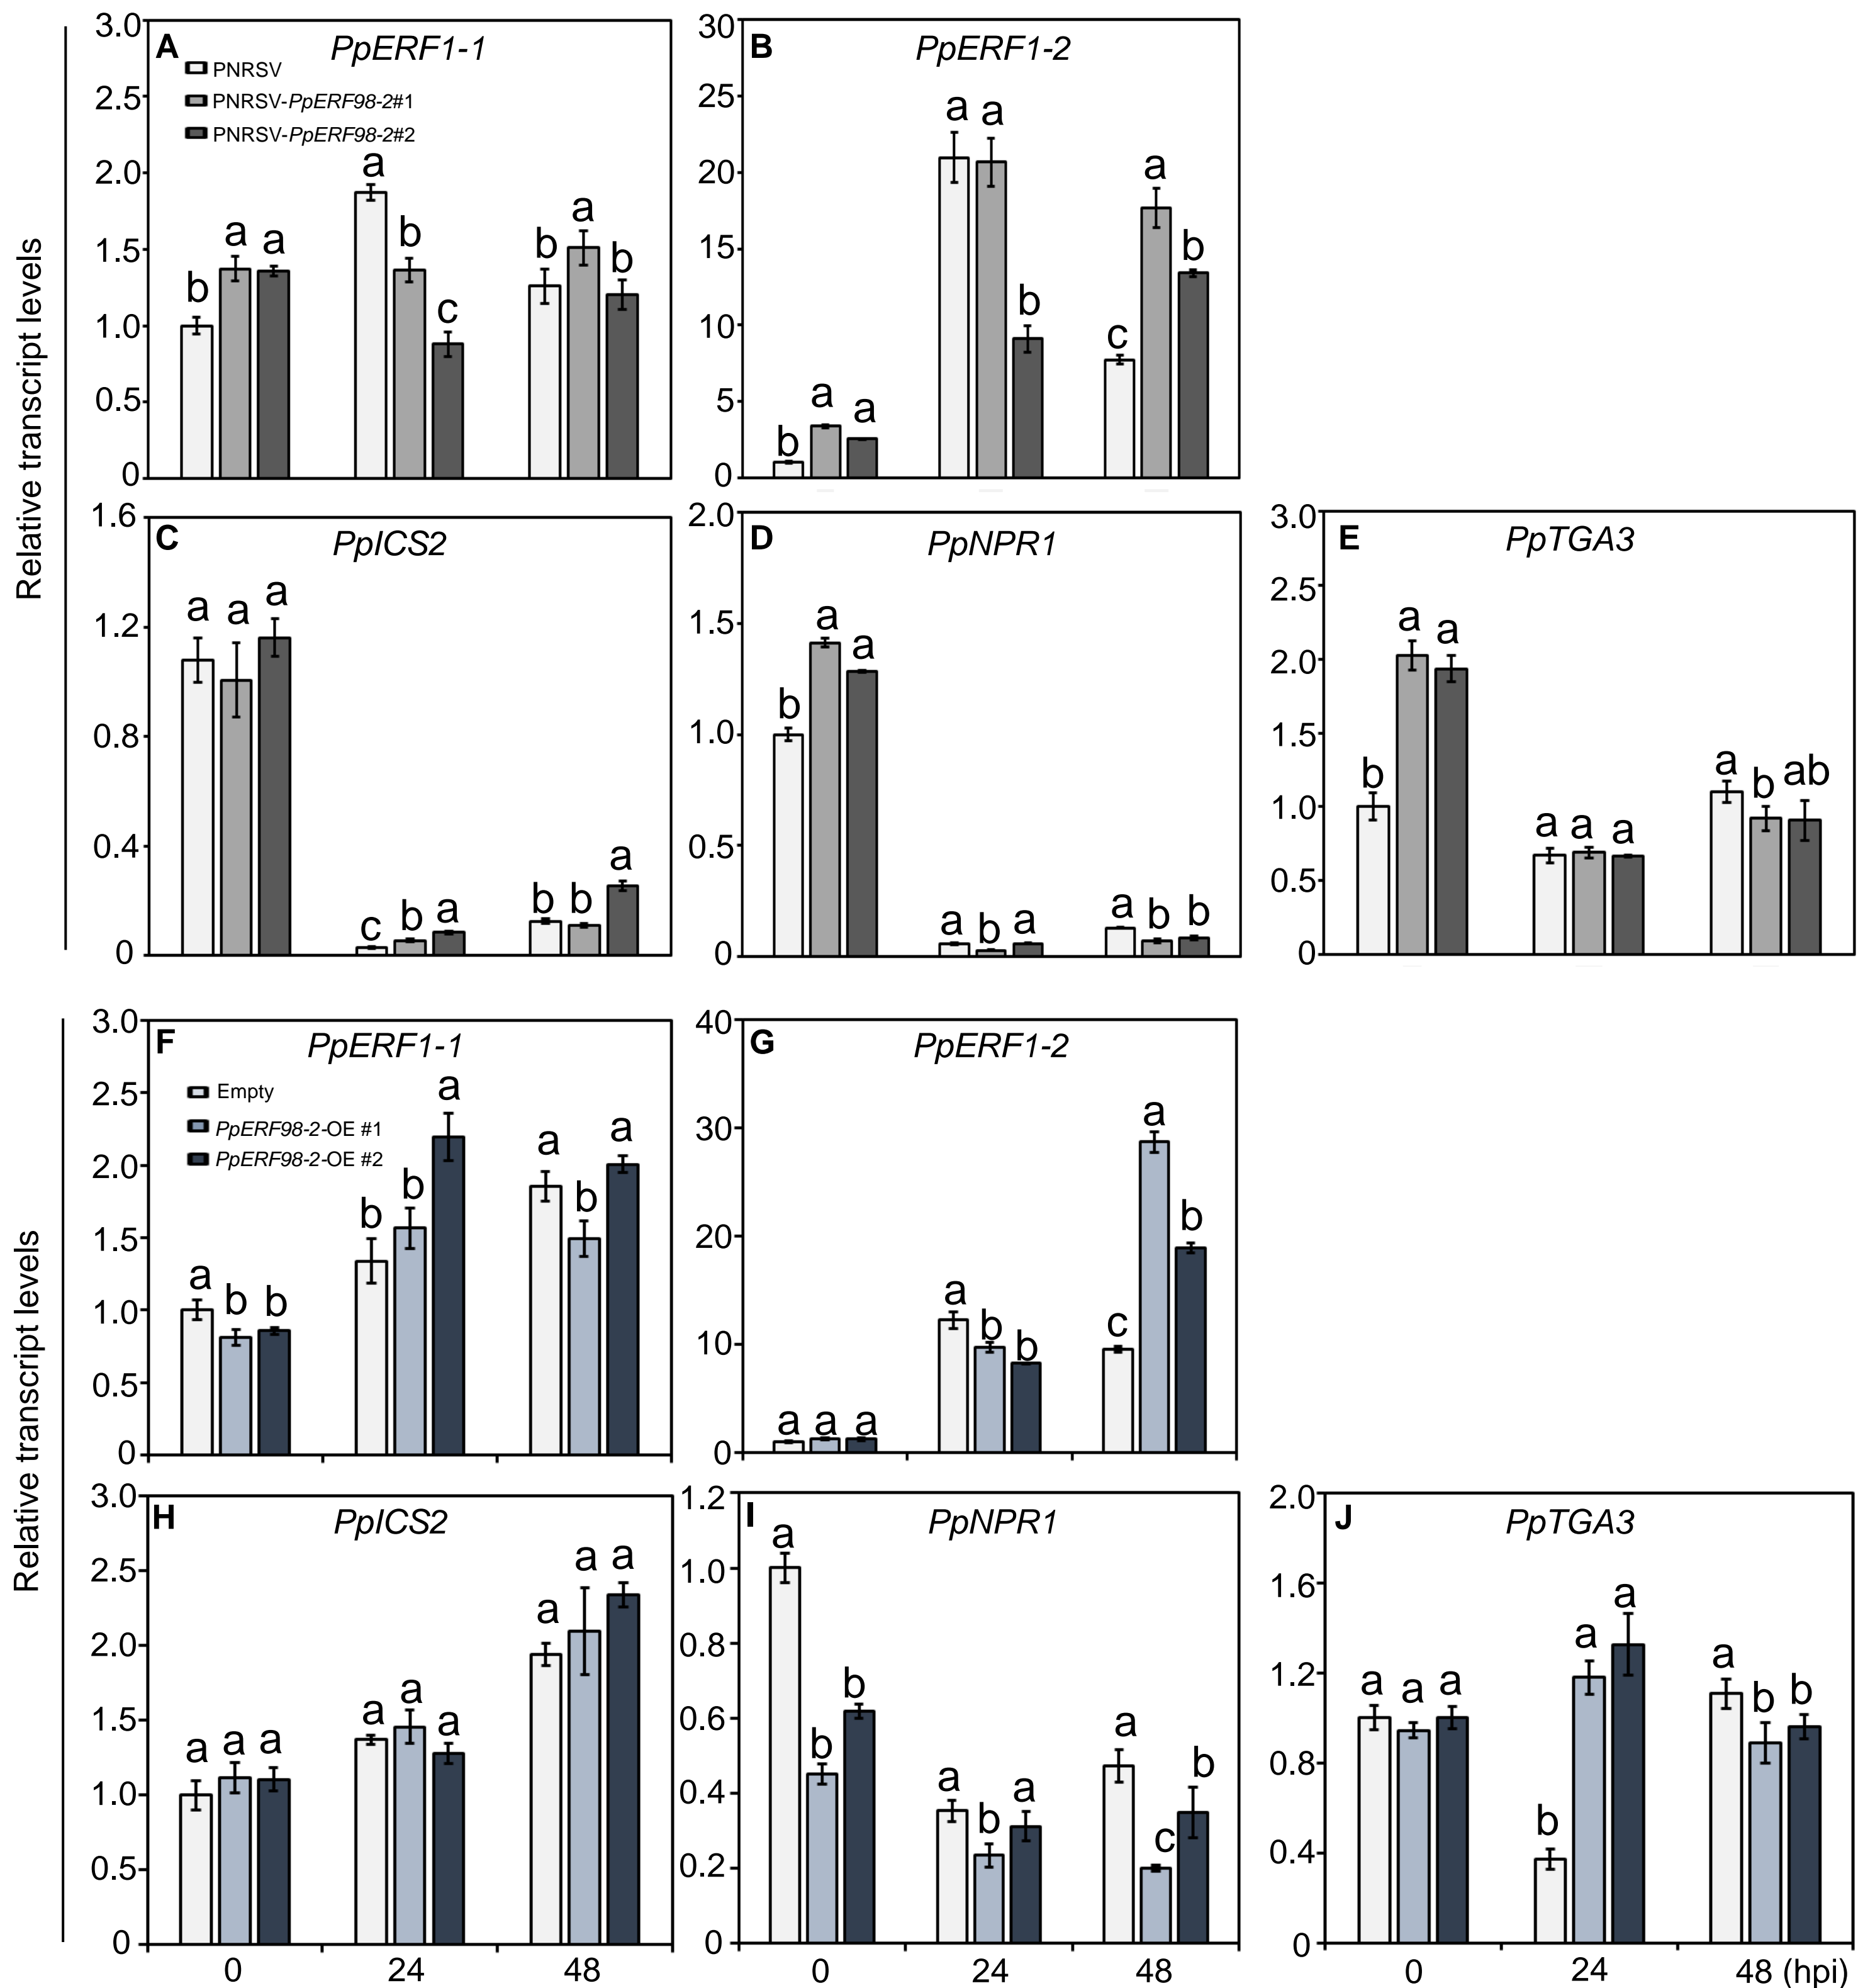 Relative transcript levels
A PpERF1-1
3.0
2.5
2.0
1.5
1.0
0.5
0
PNRSV
PNRSV-PpERF98-2#1
PNRSV-PpERF98-2#2
b a a a b c b a b
B PpERF1-2
30
25
20
15
10
5
0
b a a a a b c a b
C PpICS2
1.6
1.2
0.8
0.4
0
a a a c b a b b a
D PpNPR1
2.0
1.5
1.0
0.5
0
b a a a b a a b b
E PpTGA3
3.0
2.5
2.0
1.5
1.0
0.5
0
b a a a a a a b ab
Relative transcript levels
F PpERF1-1
3.0
2.5
2.0
1.5
1.0
0.5
0
Empty
PpERF98-2-OE #1
PpERF98-2-OE #2
a b b b b a a b a
G PpERF1-2
40
30
20
10
0
a a a a b b c a b
H PpICS2
3.0
2.5
2.0
1.5
1.0
0.5
0
a a a a a a a a a
0 24 48
I PpNPR1
1.2
1.0
0.8
0.6
0.4
0.2
0
a b b a b a a c b
0 24 48
J PpTGA3
2.0
1.6
1.2
0.8
0.4
0
a a a b a a a b b
0 24 48 (hpi)